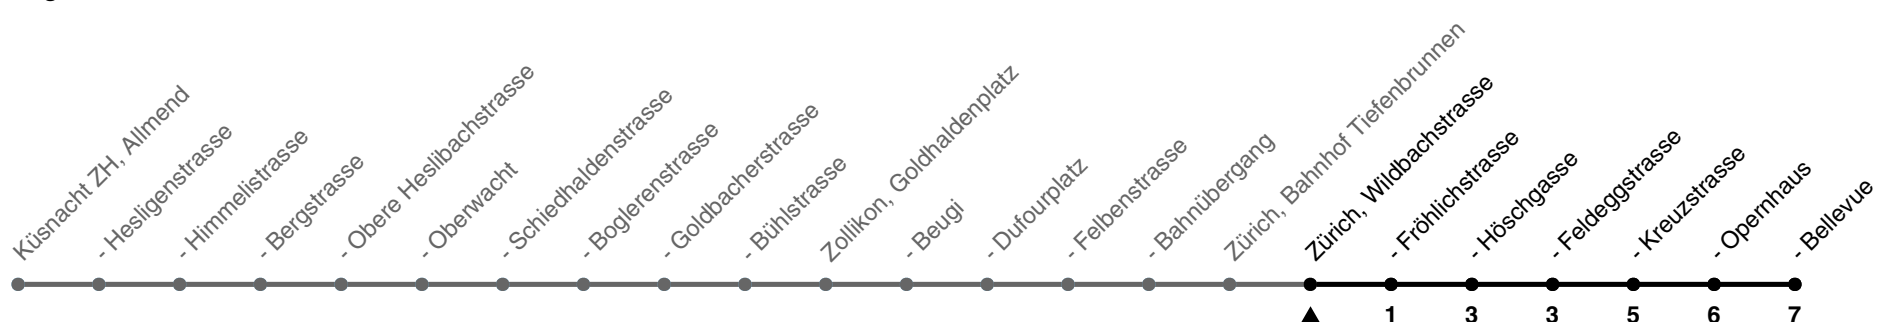 Küsnacht ZH, Allmend
- Hesligenstrasse
- Himmelistrasse
- Bergstrasse
- Obere Heslibachstrasse
- Oberwacht
- Schiedhaldenstrasse
- Boglerenstrasse
- Goldbacherstrasse
- Bühlstrasse
Zollikon, Goldhaldenplatz
- Beugi
- Dufourplatz
- Felbenstrasse
- Bahnübergang
Zürich, Bahnhof Tiefenbrunnen
Zürich, Wildbachstrasse
- Fröhlichstrasse
- Höschgasse
- Feldeggstrasse
- Kreuzstrasse
- Opernhaus
- Bellevue
1 3 3 5 6 7